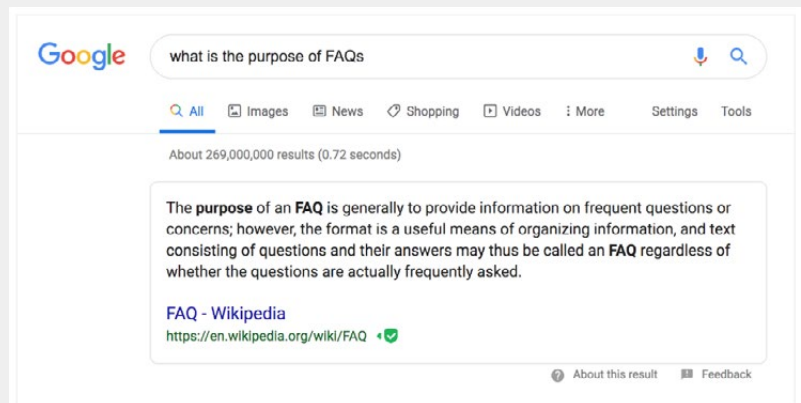 Google
what is the purpose of FAQs
All Images News Shopping Videos More Settings Tools
About 269,000,000 results (0.72 seconds)
The purpose of an FAQ is generally to provide information on frequent questions or
concerns; however, the format is a useful means of organizing information, and text
consisting of questions and their answers may thus be called an FAQ regardless of
whether the questions are actually frequently asked.
FAQ - Wikipedia
https://en.wikipedia.org/wiki/FAQ
About this result Feedback